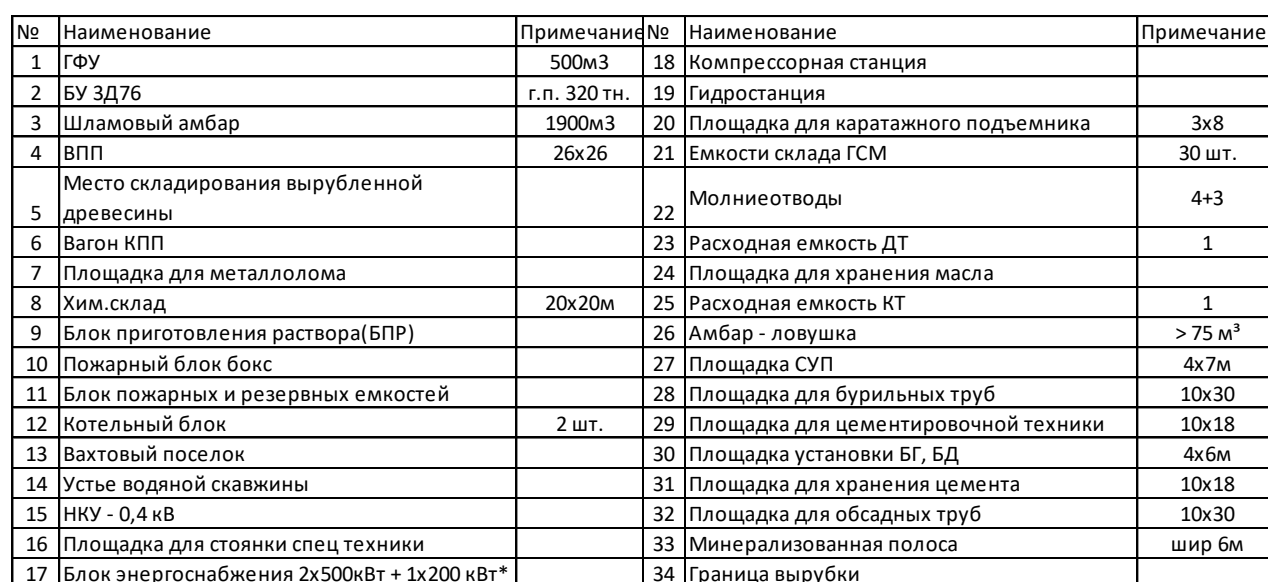 № Наименование Примечание № Наименование Примечание
1 ГФУ 500м3 18 Компрессорная станция
2 БУ 3Д76 г.п. 320 тн. 19 Гидростанция
3 Шламовый амбар 1900м3 20 Площадка для каратажного подъемника 3х8
4 ВПП 26х26 21 Емкости склада ГСМ 30 шт.
5 Место складирования вырубленной
древесины 22 Молниеотводы 4+3
6 Вагон КПП 23 Расходная емкость ДТ 1
7 Площадка для металлолома 24 Площадка для хранения масла
8 Хим.склад 20х20м 25 Расходная емкость КТ 1
9 Блок приготовления раствора(БПР) 26 Амбар - ловушка > 75 м³
10 Пожарный блок бокс 27 Площадка СУП 4х7м
11 Блок пожарных и резервных емкостей 28 Площадка для бурильных труб 10х30
12 Котельный блок 2 шт. 29 Площадка для цементировочной техники 10х18
13 Вахтовый поселок 30 Площадка установки БГ, БД 4х6м
14 Устье водяной скавжины 31 Площадка для хранения цемента 10х18
15 НКУ - 0,4 кВ 32 Площадка для обсадных труб 10х30
16 Площадка для стоянки спец техники 33 Минерализованная полоса шир 6м
17 Блок энергоснабжения 2х500кВт + 1х200 кВт* 34 Граница вырубки